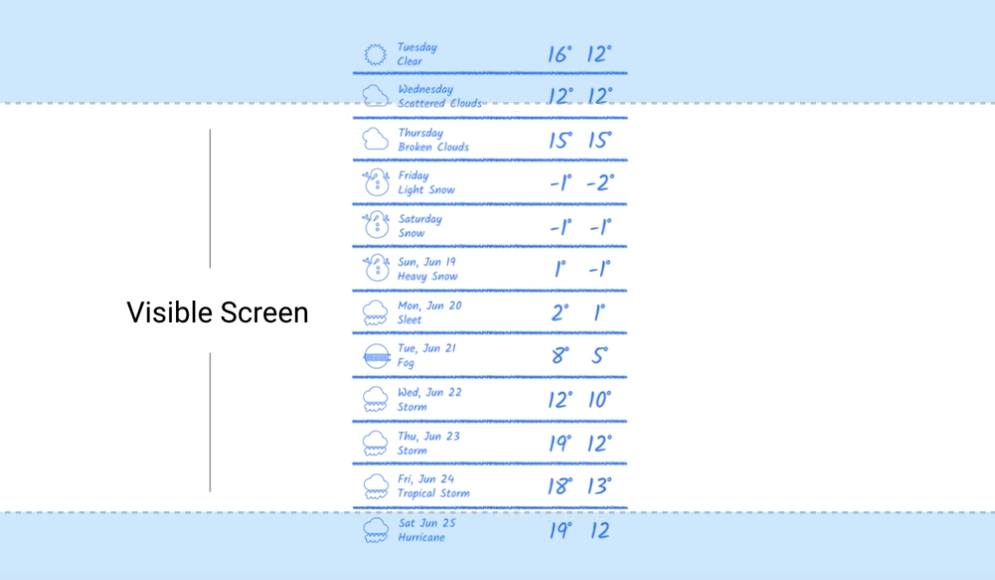 Tuesday
Clear
16° 12°
Wednesday
Scattered Clouds
12° 12°
Thursday
Broken Clouds
15° 15°
Friday
Light Snow
-1° -2°
Saturday
Snow
-1° -1°
Sun, Jun 19
Heavy Snow
1° -1°
Visible Screen
Mon, Jun 20
Sleet
2° 1°
Tue, Jun 21
Fog
8° 5°
Wed, Jun 22
Storm
12° 10°
Thu, Jun 23
Storm
19° 12°
Fri, Jun 24
Tropical Storm
18° 13°
Sat Jun 25
Hurricane
19° 12